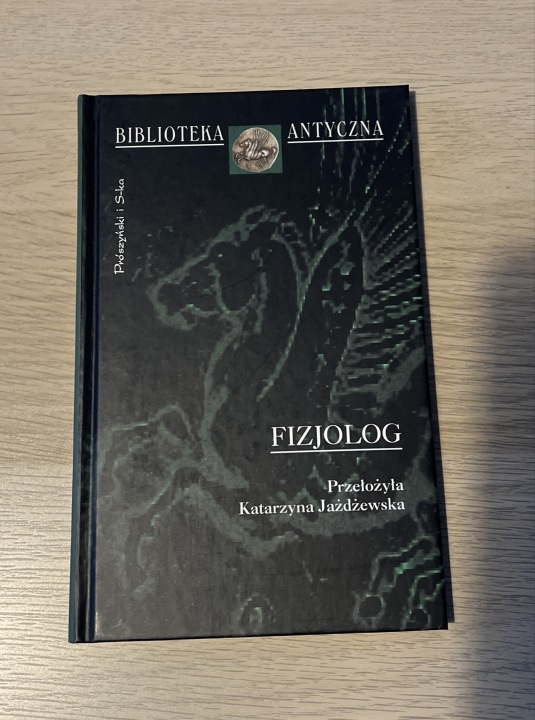 BIBLIOTEKA ANTYCZNA
Prószyński i S-ka
FIZJOLOG
Przełożyła
Katarzyna Jażdżewska